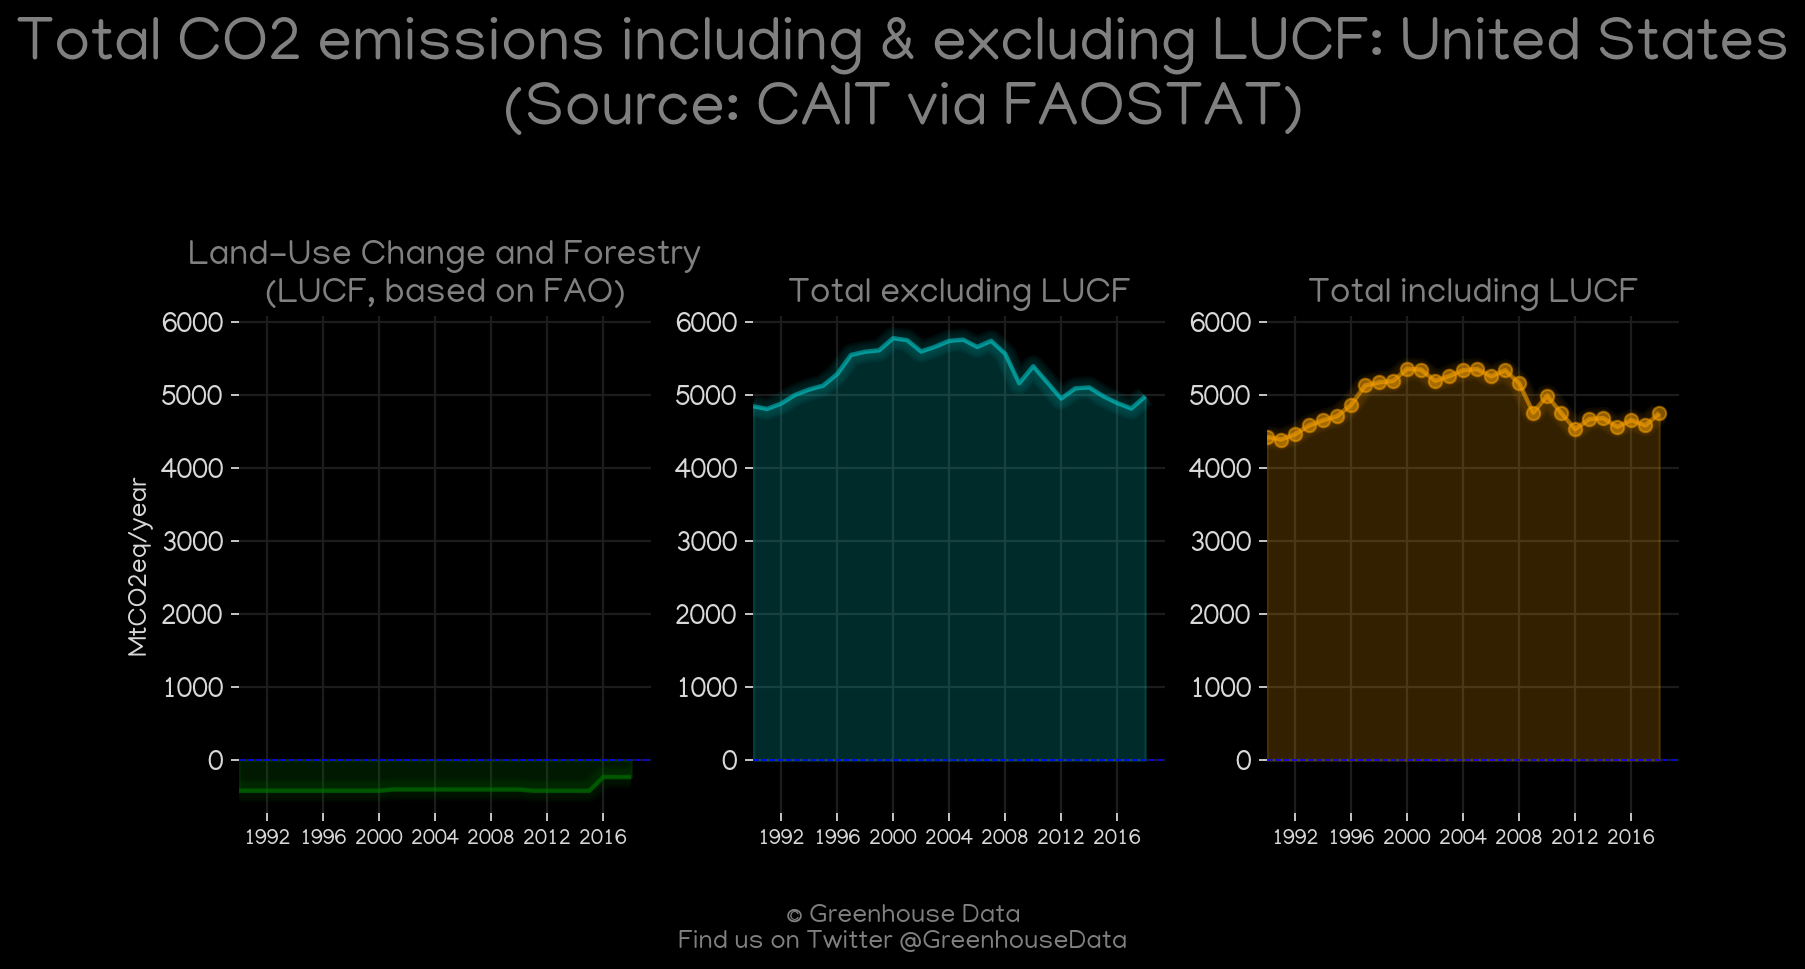 Total CO2 emissions including & excluding LUCF: United States
(Source: CAIT via FAOSTAT)
Land-Use Change and Forestry
(LUCF, based on FAO)
Total excluding LUCF
Total including LUCF
MtCO2eq/year
6000
5000
4000
3000
2000
1000
0
1992 1996 2000 2004 2008 2012 2016
6000
5000
4000
3000
2000
1000
0
1992 1996 2000 2004 2008 2012 2016
6000
5000
4000
3000
2000
1000
0
1992 1996 2000 2004 2008 2012 2016
© Greenhouse Data
Find us on Twitter @GreenhouseData